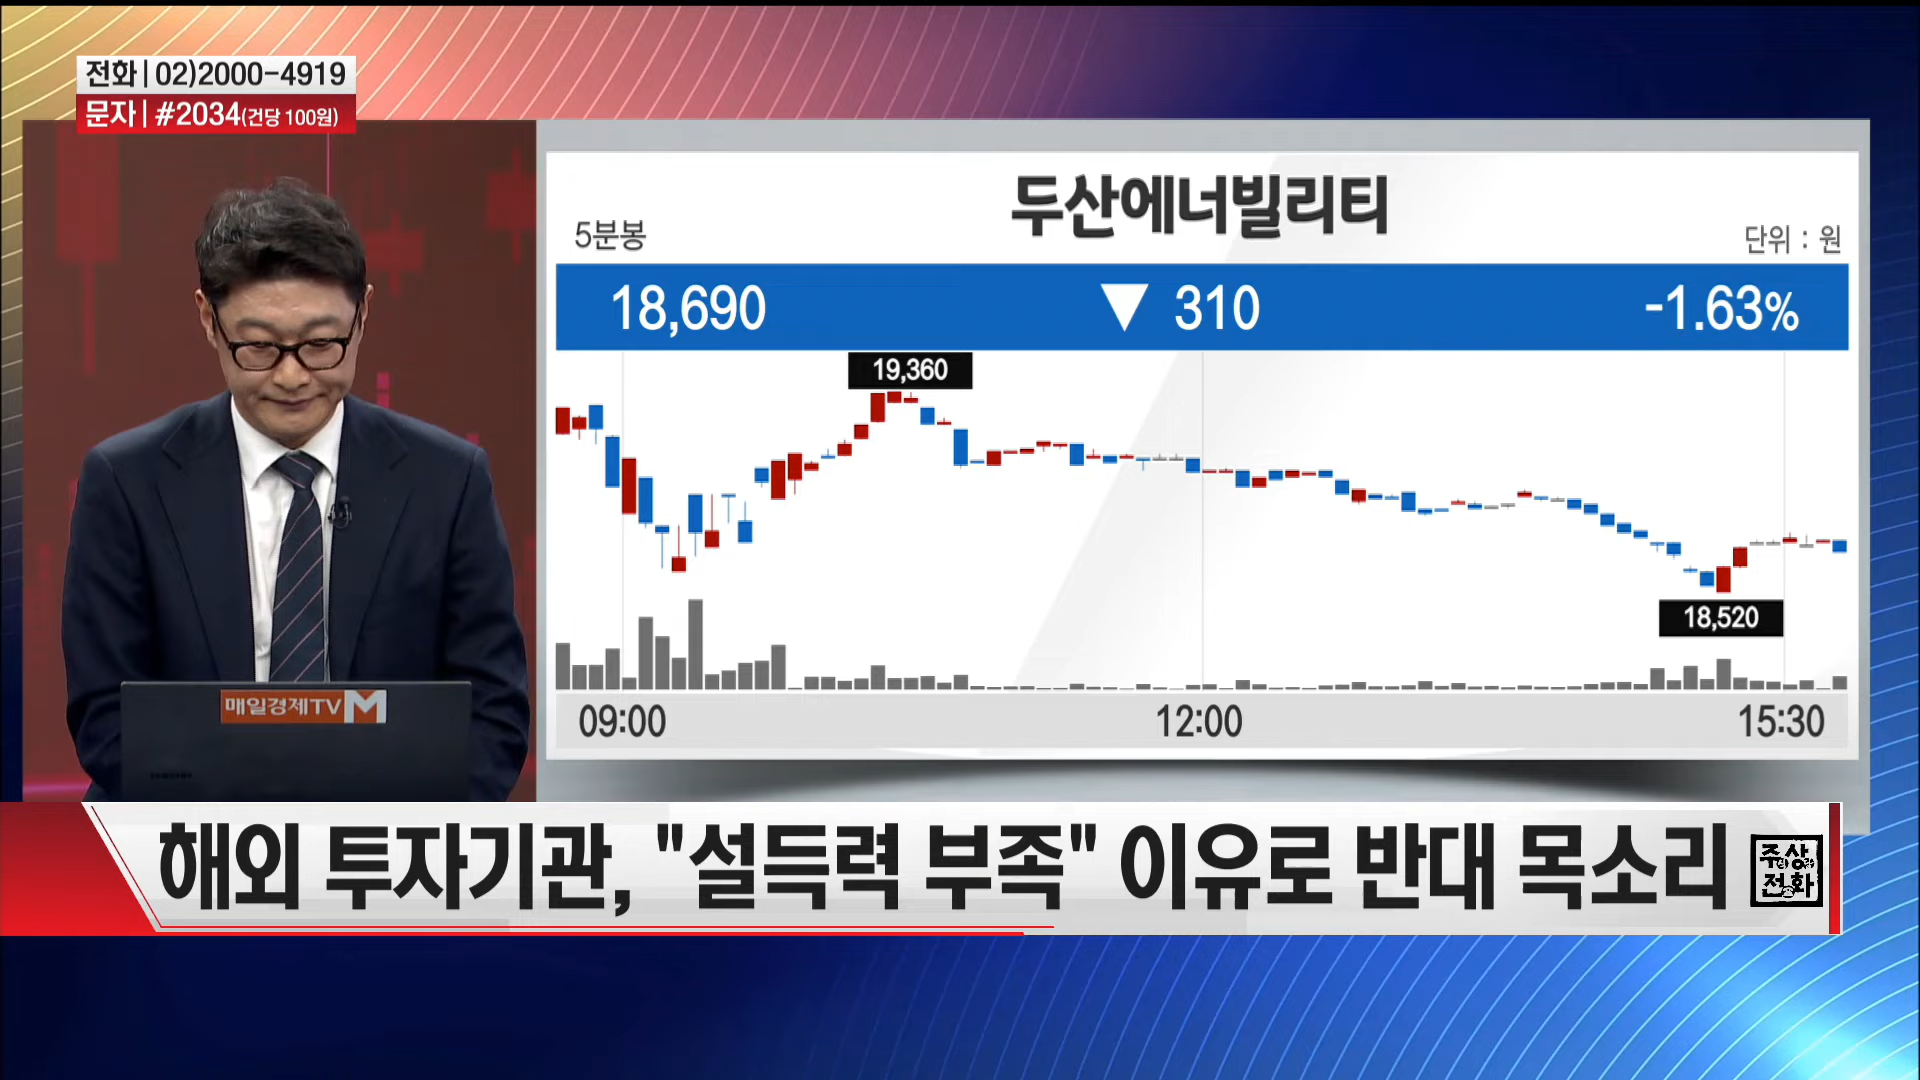 전화 | 02)2000-4919
문자 | #2034(건당 100원)
두산에너빌리티
5분봉
단위 : 원
18,690 ▼ 310 -1.63%
19,360
18,520
09:00 12:00 15:30
매일경제TV M
SAMSUNG
해외 투자기관, "설득력 부족" 이유로 반대 목소리
주상
전화